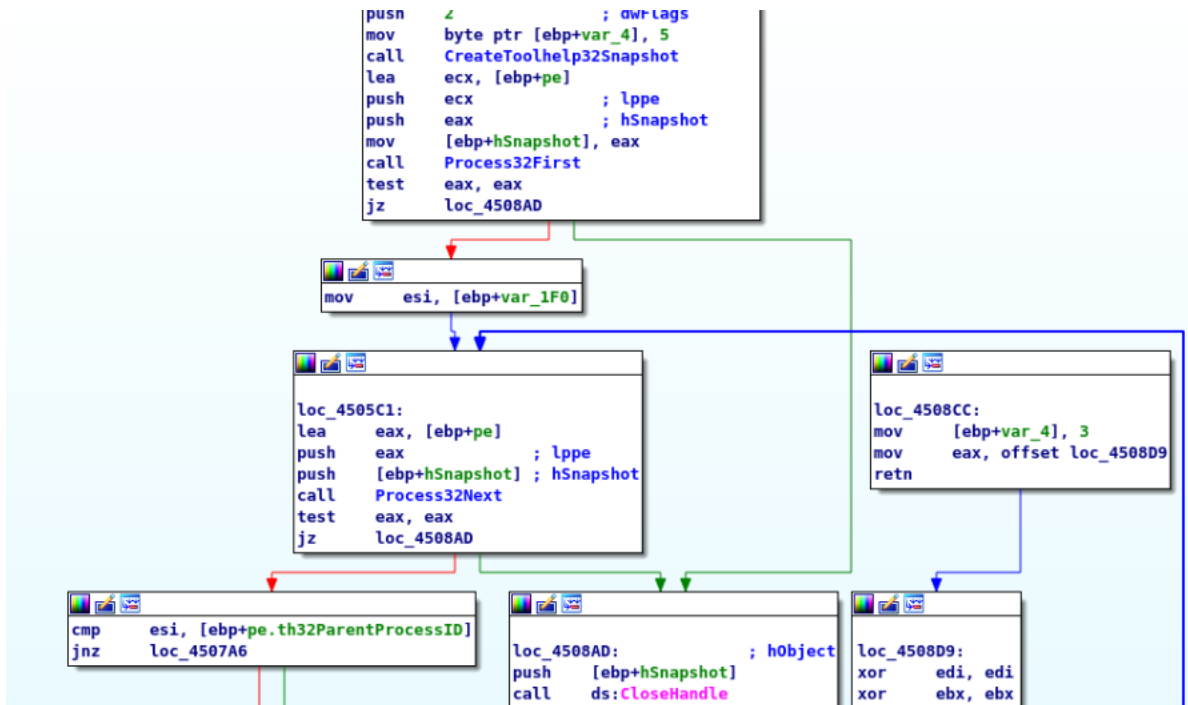 push 2 ; dwFlags
mov byte ptr [ebp+var_4], 5
call CreateToolhelp32Snapshot
lea ecx, [ebp+pe]
push ecx ; lppe
push eax ; hSnapshot
mov [ebp+hSnapshot], eax
call Process32First
test eax, eax
jz loc_4508AD
mov esi, [ebp+var_1F0]
loc_4505C1:
lea eax, [ebp+pe]
push eax ; lppe
push [ebp+hSnapshot] ; hSnapshot
call Process32Next
test eax, eax
jz loc_4508AD
loc_4508CC:
mov [ebp+var_4], 3
mov eax, offset loc_4508D9
retn
cmp esi, [ebp+pe.th32ParentProcessID]
jnz loc_4507A6
loc_4508AD: ; hObject
push [ebp+hSnapshot]
call ds:CloseHandle
loc_4508D9:
xor edi, edi
xor ebx, ebx